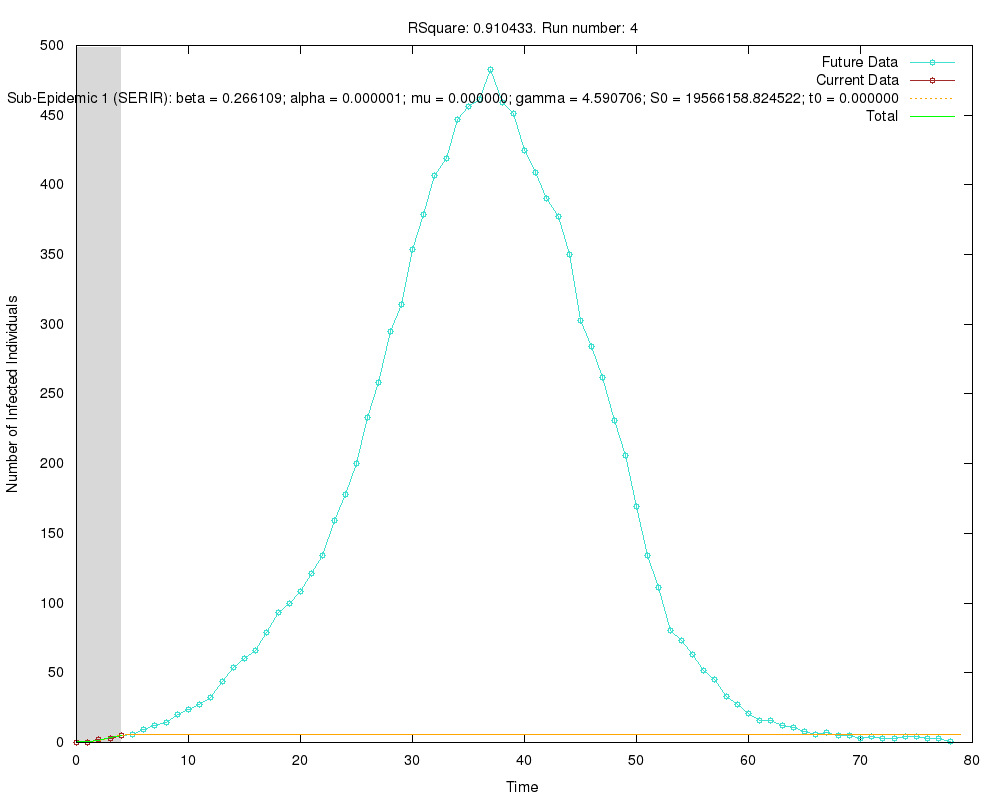 RSquare: 0.910433. Run number: 4
Future Data
Current Data
Sub-Epidemic 1 (SERIR): beta = 0.266109; alpha = 0.000001; mu = 0.000000; gamma = 4.590706; S0 = 19566158.824522; t0 = 0.000000
Total
500
450
400
350
300
250
200
150
100
50
0
Number of Infected Individuals
0 10 20 30 40 50 60 70 80
Time